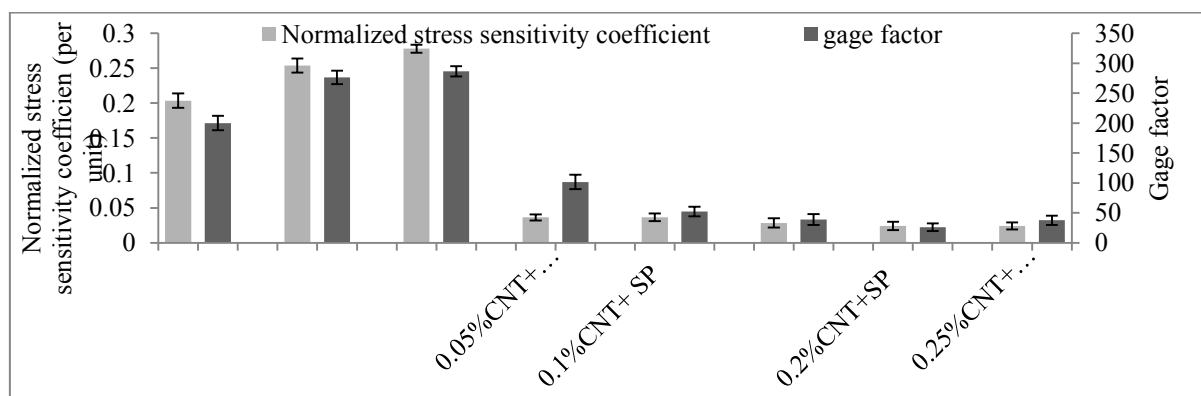 Normalized stress sensitivity coefficient
gage factor
Normalized stress
sensitivity coefficien (per
unit)
0.3
0.25
0.2
0.15
0.1
0.05
0
350
300
250
200
150
100
50
0
Gage factor
0.05%CNT+…
0.1%CNT+ SP
0.2%CNT+SP
0.25%CNT+…